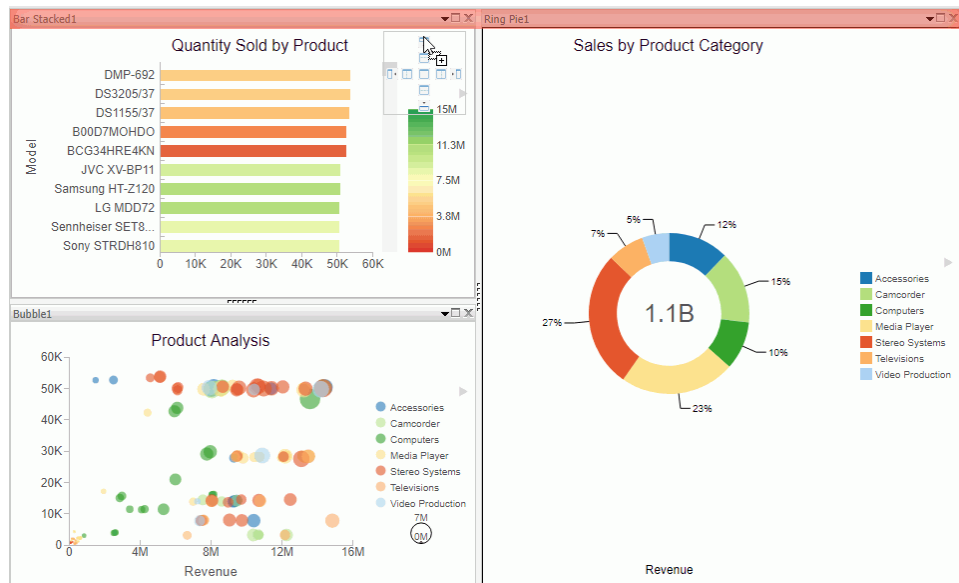 Bar Stacked1
Quantity Sold by Product
Model
DMP-692
DS3205/37
DS1155/37
B00D7MOHDO
BCG34HRE4KN
JVC XV-BP11
Samsung HT-Z120
LG MDD72
Sennheiser SET8...
Sony STRDH810
0 10K 20K 30K 40K 50K 60K
15M
11.3M
7.5M
3.8M
0M
Bubble1
Product Analysis
60K
50K
40K
30K
20K
10K
0
0 4M 8M 12M 16M
Revenue
Accessories
Camcorder
Computers
Media Player
Stereo Systems
Televisions
Video Production
7M
0M
Ring Pie1
Sales by Product Category
5%
12%
7%
15%
27%
1.1B
10%
23%
Accessories
Camcorder
Computers
Media Player
Stereo Systems
Televisions
Video Production
Revenue